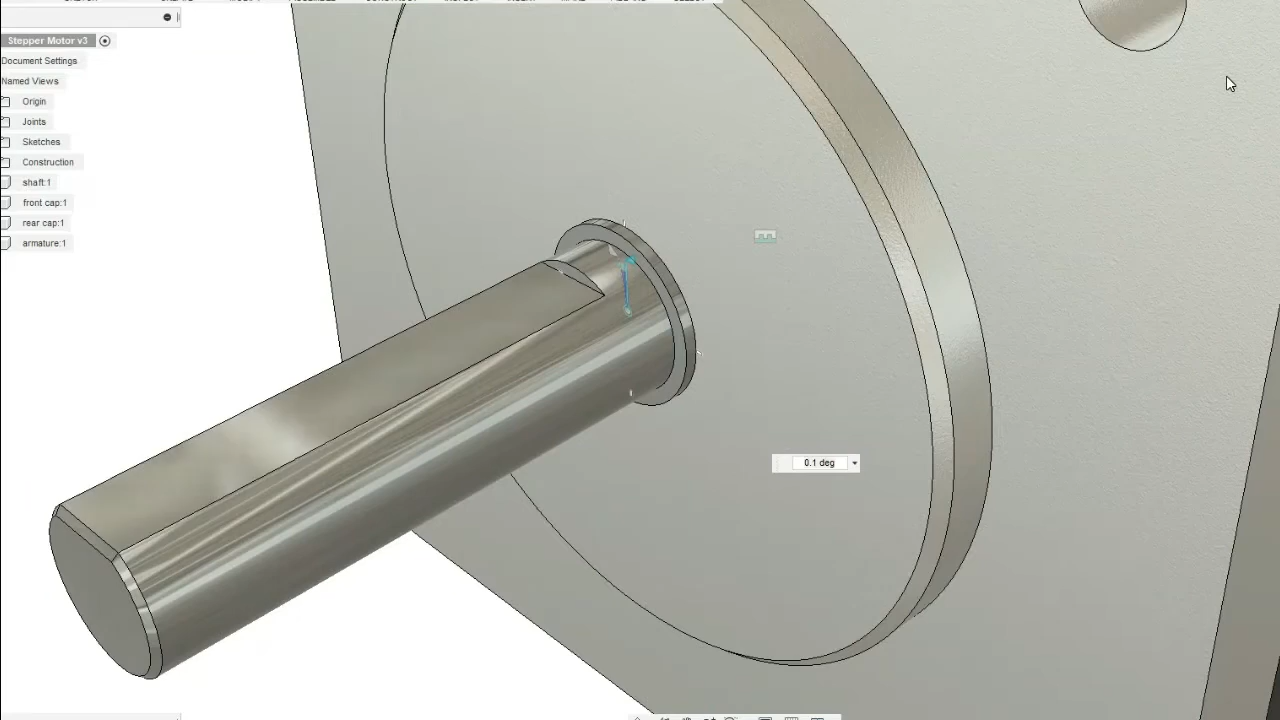 Stepper Motor v3
Document Settings
Named Views
Origin
Joints
Sketches
Construction
shaft:1
front cap:1
rear cap:1
armature:1
0.1 deg